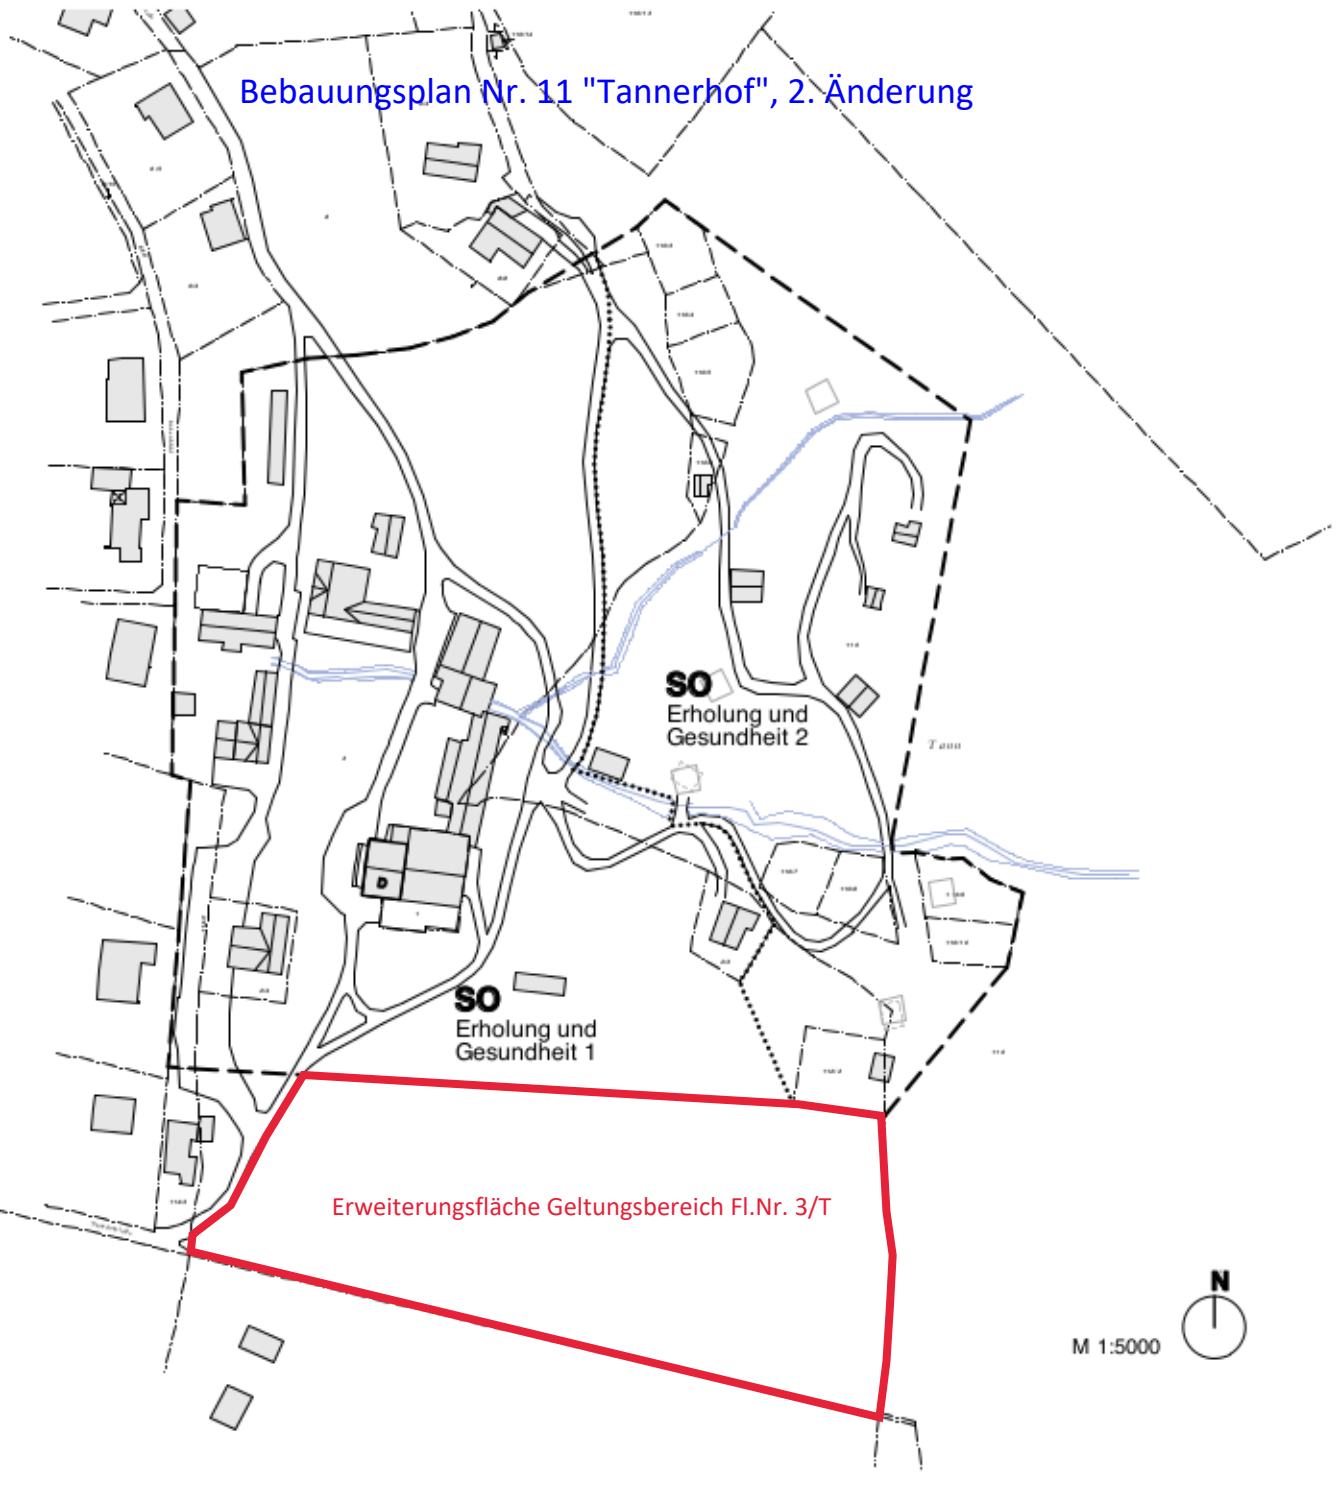 Bebauungsplan Nr. 11 "Tannerhof", 2. Änderung
SO
Erholung und
Gesundheit 2
Tann
D
SO
Erholung und
Gesundheit 1
Erweiterungsfläche Geltungsbereich Fl.Nr. 3/T
N
M 1:5000